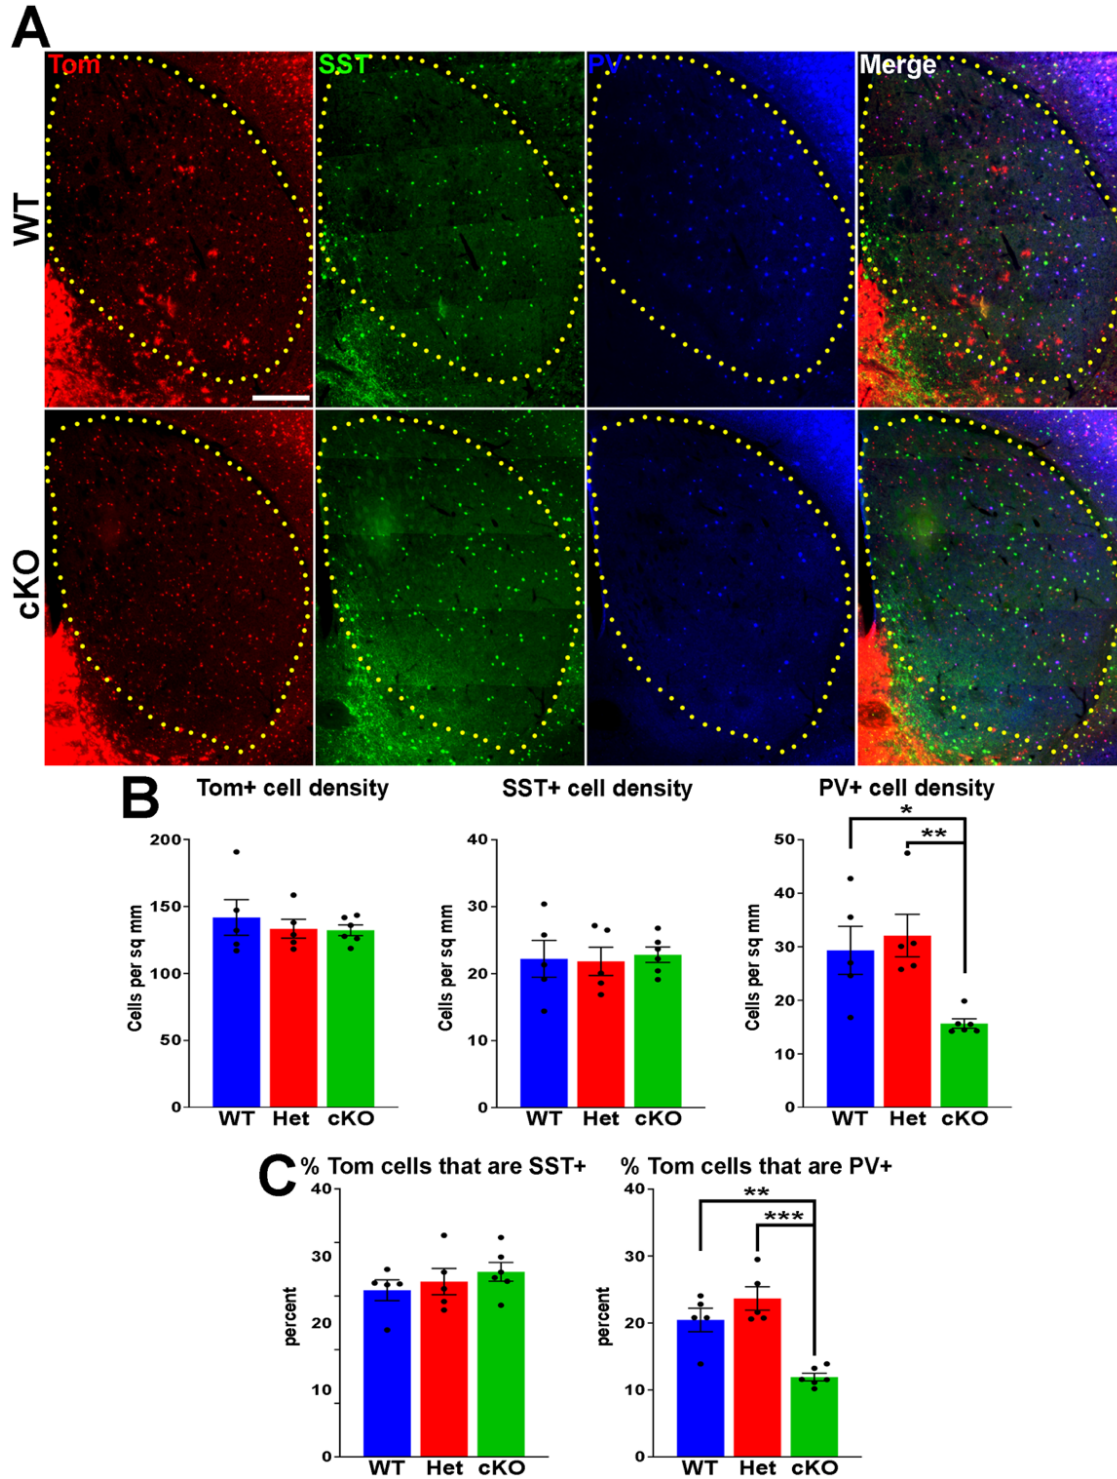 A
Tom SST PV Merge
WT
cKO
B
Tom+ cell density
Cells per sq mm
200
150
100
50
0
WT Het cKO
SST+ cell density
Cells per sq mm
40
30
20
10
0
WT Het cKO
PV+ cell density
Cells per sq mm
50
40
30
20
10
0
*
**
WT Het cKO
C
% Tom cells that are SST+
percent
40
30
20
10
0
WT Het cKO
% Tom cells that are PV+
percent
40
30
20
10
0
**
***
WT Het cKO